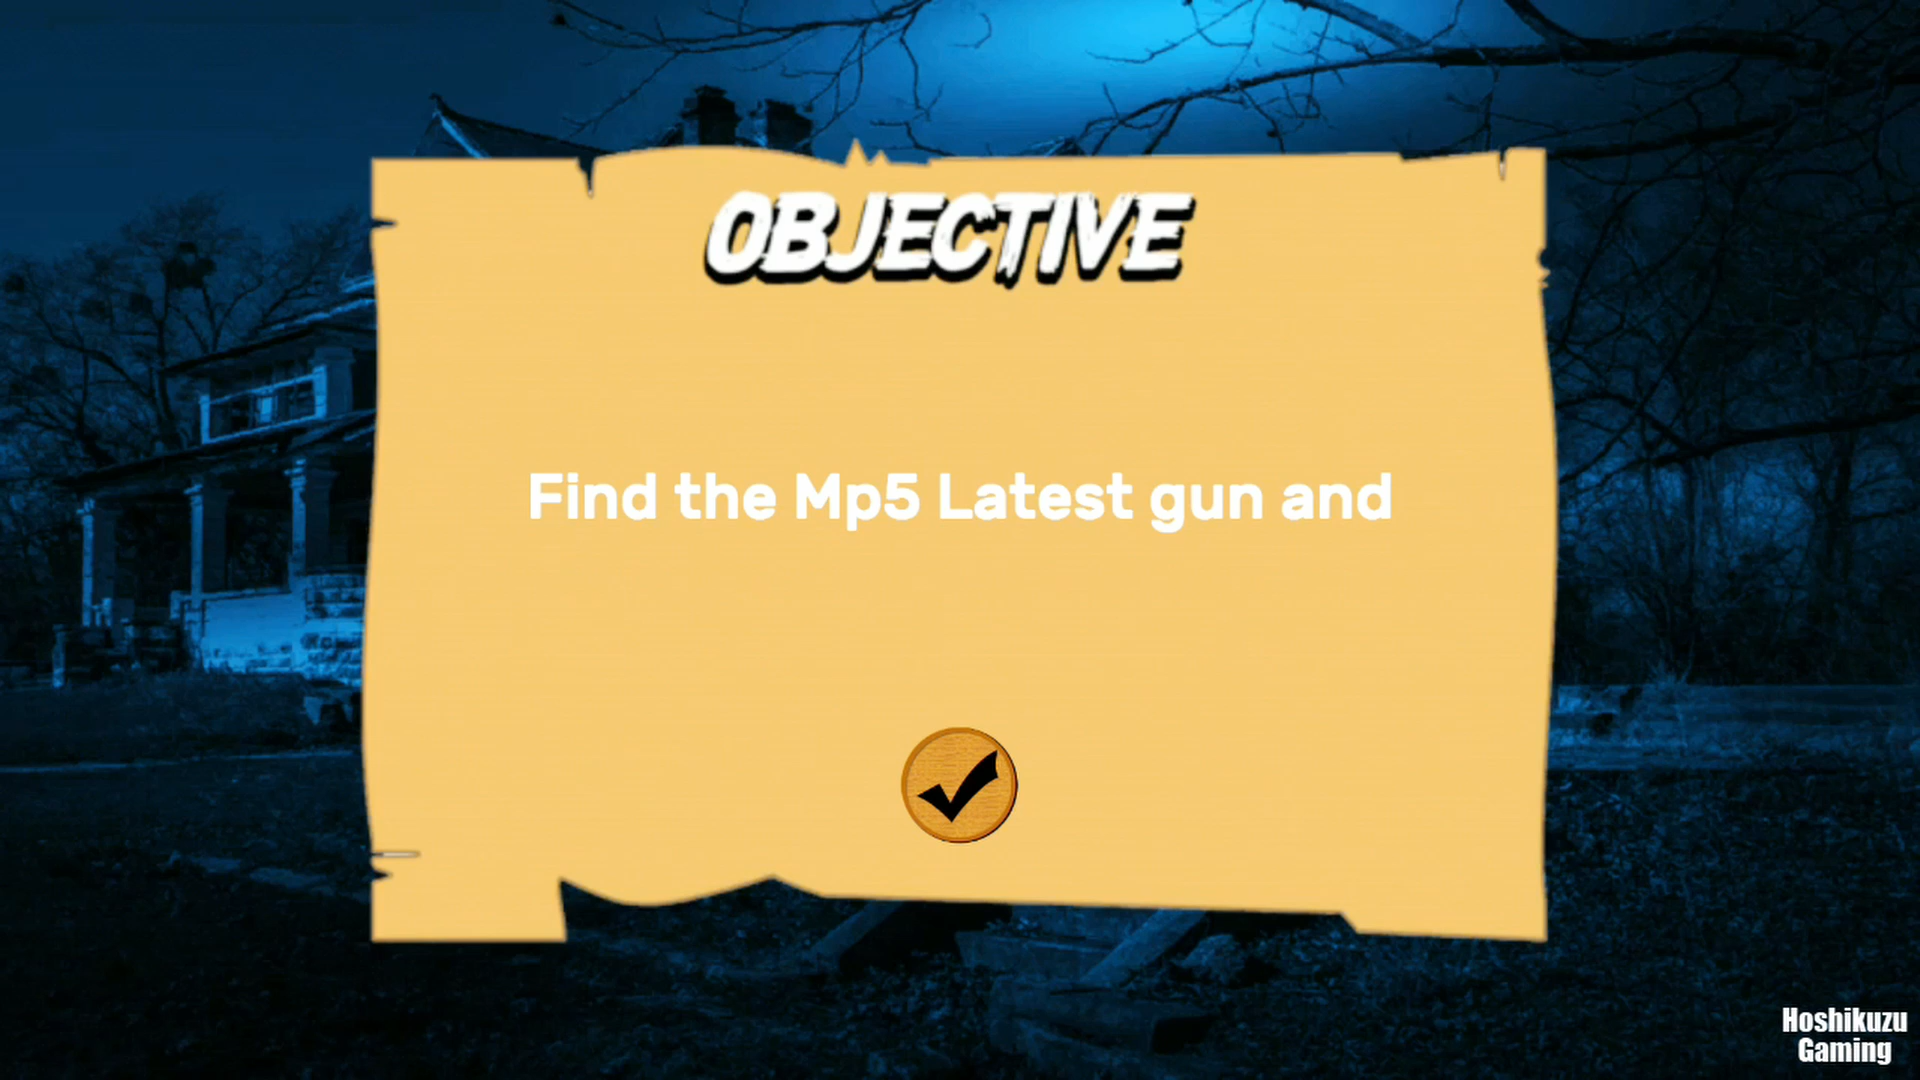 OBJECTIVE
Find the Mp5 Latest gun and
Hoshikuzu
Gaming